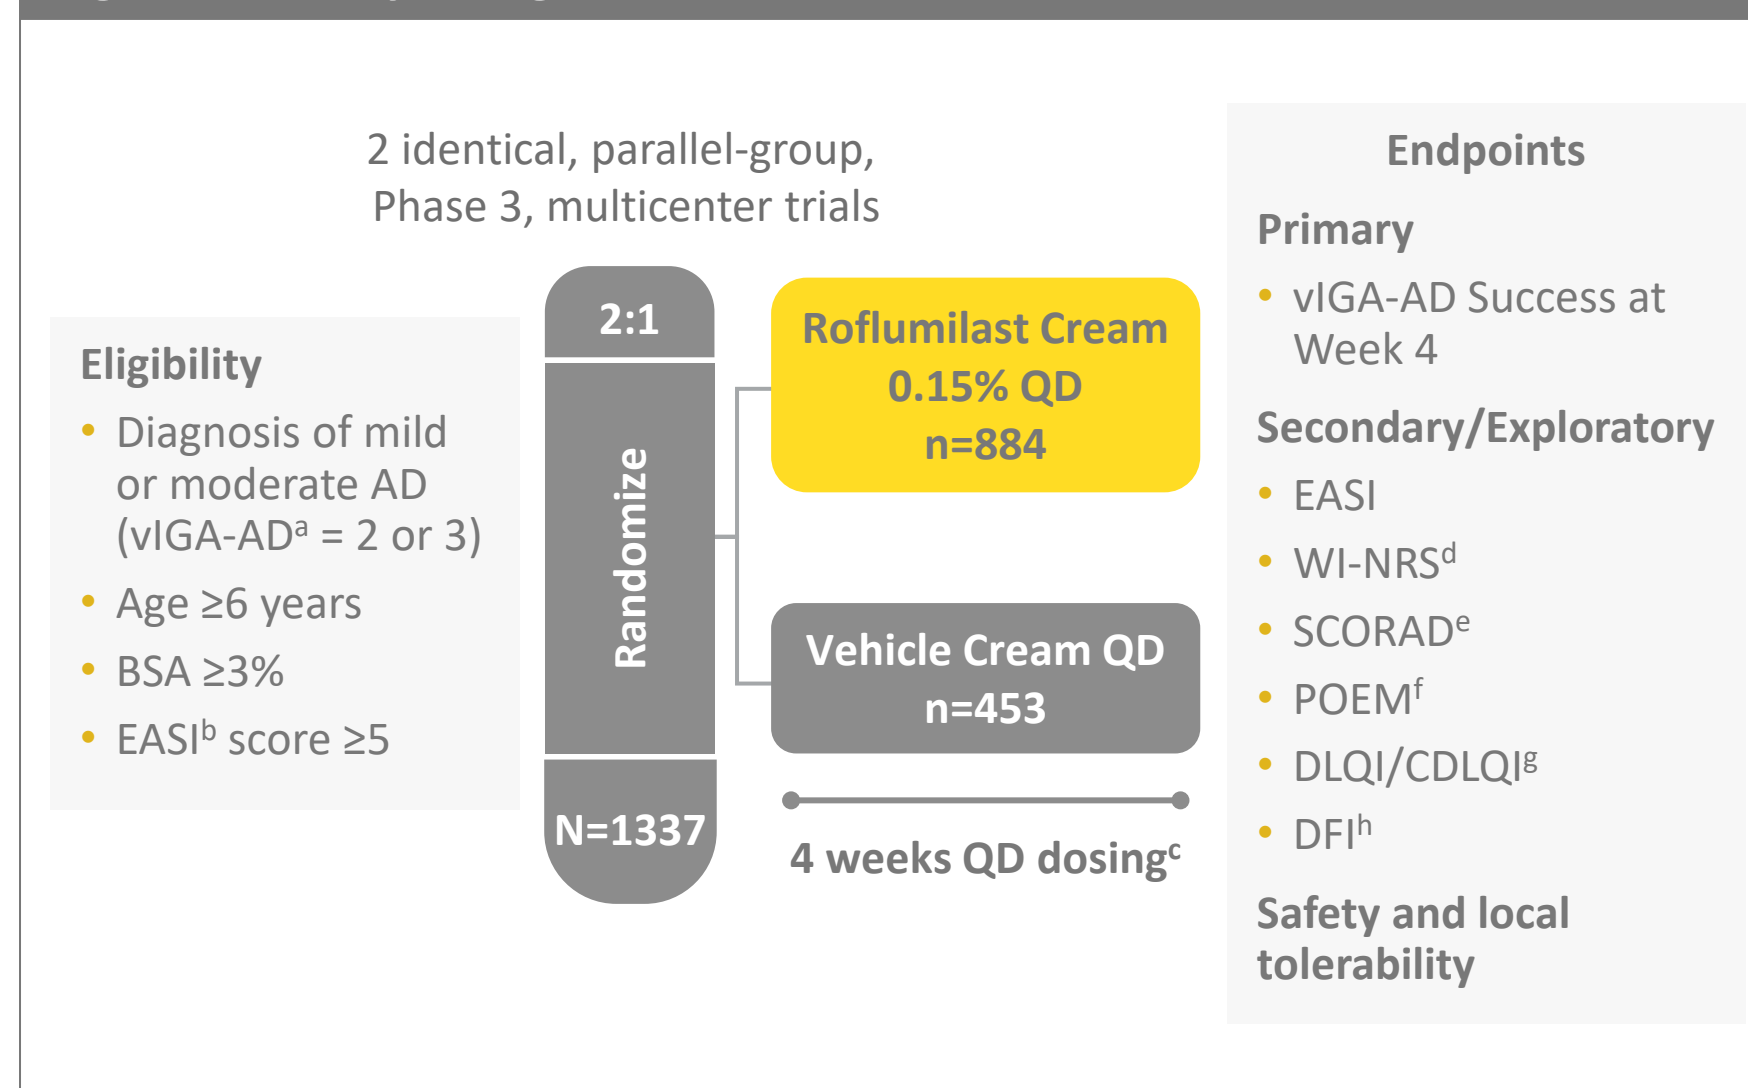 2 identical, parallel-group,
Phase 3, multicenter trials
Eligibility
• Diagnosis of mild
or moderate AD
(vIGA-ADᵃ = 2 or 3)
• Age ≥6 years
• BSA ≥3%
• EASIᵇ score ≥5
2:1
Randomize
N=1337
Roflumilast Cream
0.15% QD
n=884
Vehicle Cream QD
n=453
4 weeks QD dosingᶜ
Endpoints
Primary
• vIGA-AD Success at
Week 4
Secondary/Exploratory
• EASI
• WI-NRSᵈ
• SCORADᵉ
• POEMᶠ
• DLQI/CDLQIᵍ
• DFIʰ
Safety and local
tolerability